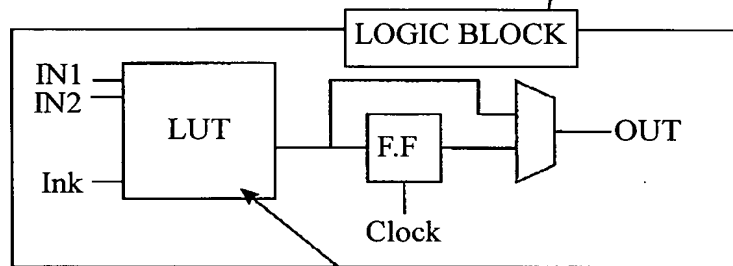 LOGIC BLOCK
IN1
IN2
LUT
F.F
OUT
Ink
Clock